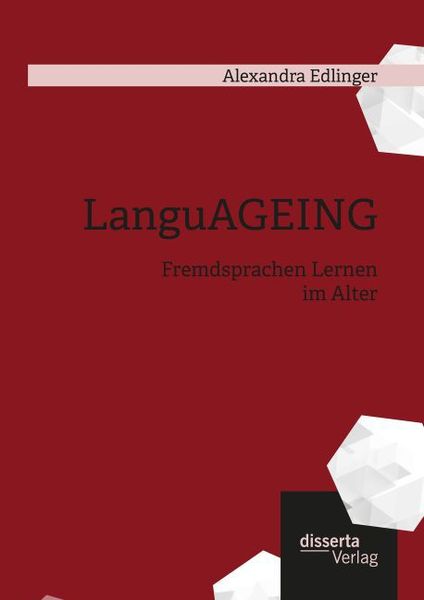 Alexandra Edlinger
LanguAGEING
Fremdsprachen Lernen
im Alter
disserta
Verlag